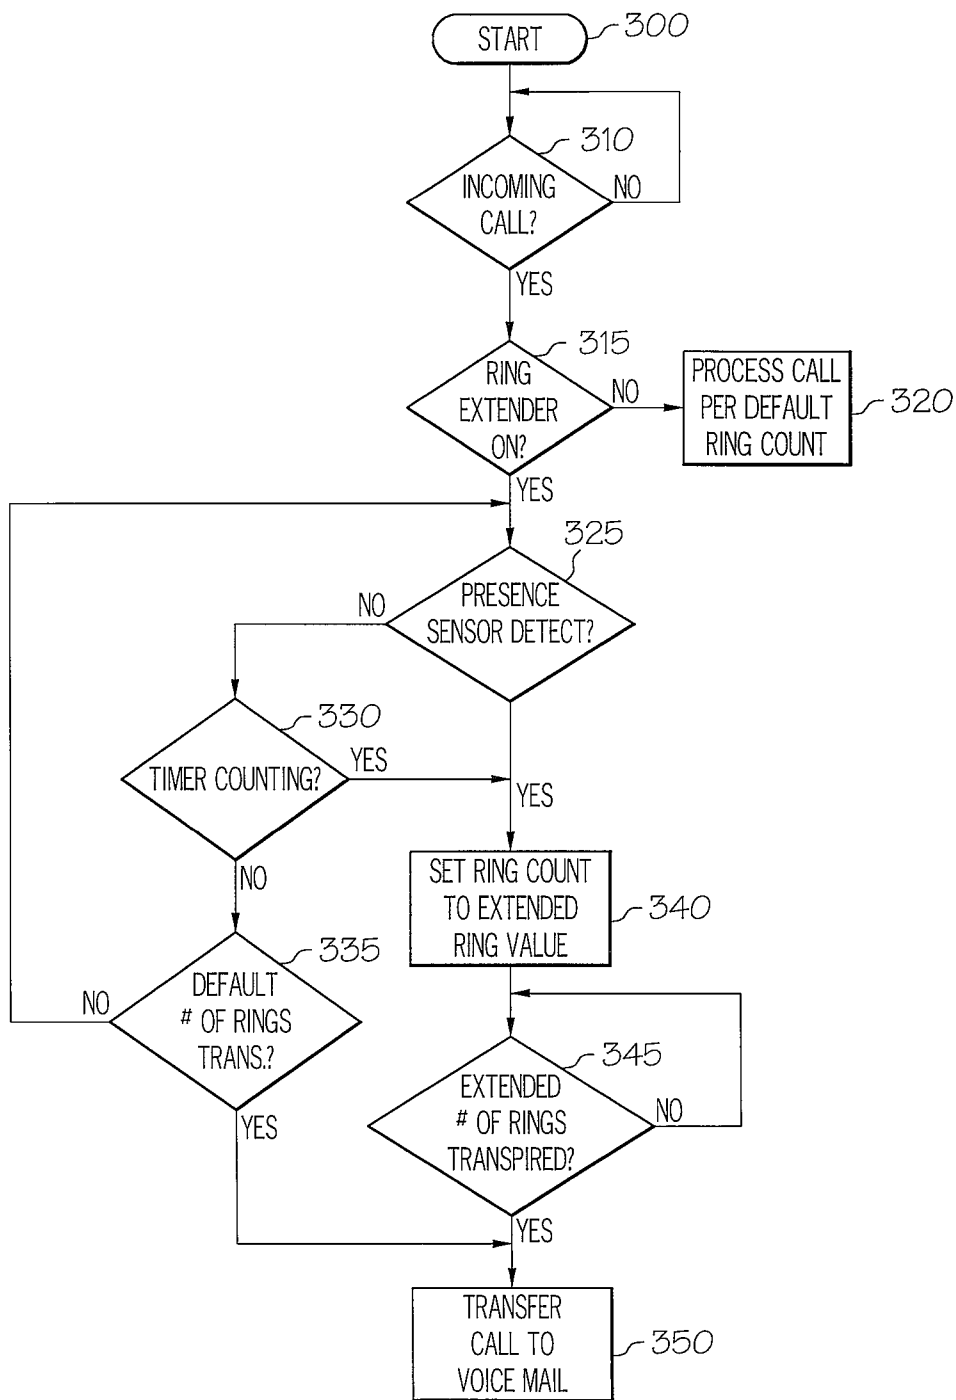 START
300
310
INCOMING
CALL?
NO
YES
315
RING
EXTENDER
ON?
NO
PROCESS CALL
PER DEFAULT
RING COUNT
320
YES
325
PRESENCE
SENSOR DETECT?
NO
330
TIMER COUNTING?
YES
YES
NO
SET RING COUNT
TO EXTENDED
RING VALUE
340
335
DEFAULT
# OF RINGS
TRANS.?
NO
YES
345
EXTENDED
# OF RINGS
TRANSPIRED?
NO
YES
TRANSFER
CALL TO
VOICE MAIL
350